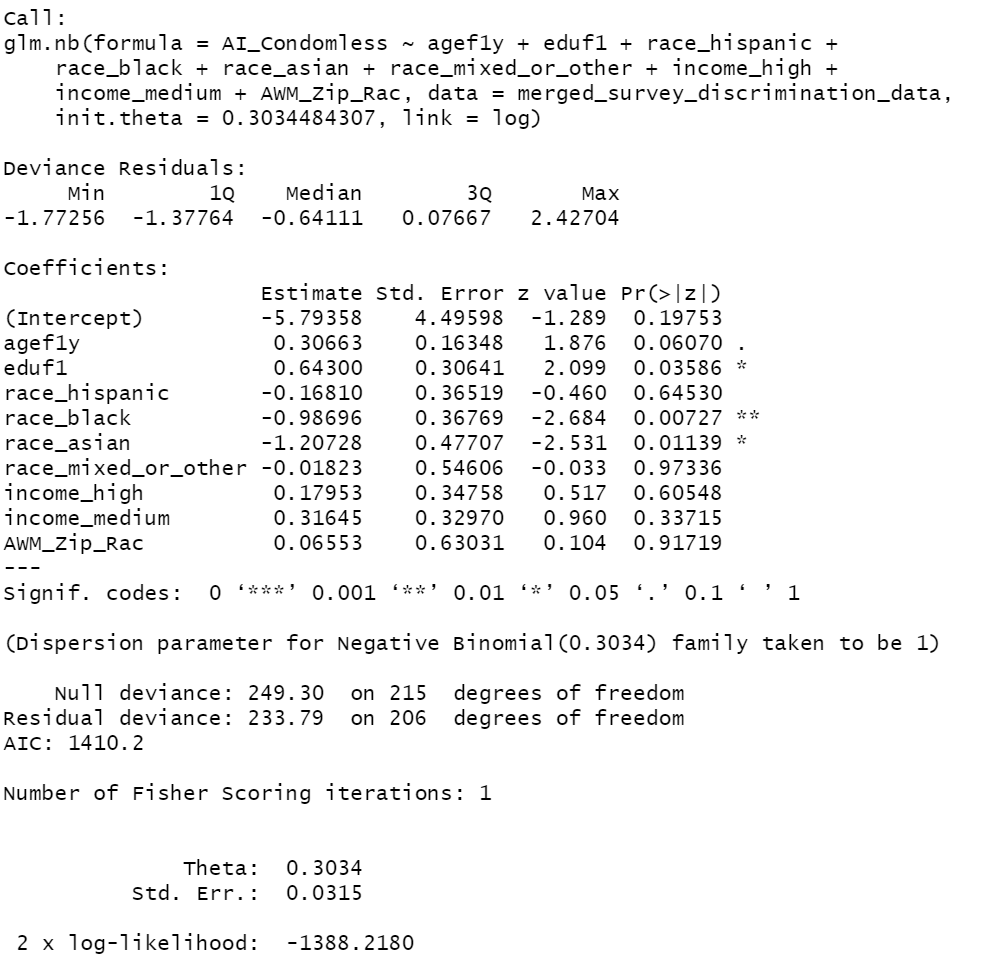 Call:
glm.nb(formula = AI_Condomless ~ agef1y + eduf1 + race_hispanic +
    race_black + race_asian + race_mixed_or_other + income_high +
    income_medium + AWM_Zip_Rac, data = merged_survey_discrimination_data,
    init.theta = 0.3034484307, link = log)

Deviance Residuals:
     Min        1Q    Median        3Q       Max
-1.77256  -1.37764  -0.64111   0.07667   2.42704

Coefficients:
                    Estimate Std. Error z value Pr(>|z|)
(Intercept)         -5.79358    4.49598  -1.289  0.19753
agef1y               0.30663    0.16348   1.876  0.06070 .
eduf1                0.64300    0.30641   2.099  0.03586 *
race_hispanic       -0.16810    0.36519  -0.460  0.64530
race_black          -0.98696    0.36769  -2.684  0.00727 **
race_asian          -1.20728    0.47707  -2.531  0.01139 *
race_mixed_or_other -0.01823    0.54606  -0.033  0.97336
income_high          0.17953    0.34758   0.517  0.60548
income_medium        0.31645    0.32970   0.960  0.33715
AWM_Zip_Rac          0.06553    0.63031   0.104  0.91719
---
Signif. codes:  0 ‘***’ 0.001 ‘**’ 0.01 ‘*’ 0.05 ‘.’ 0.1 ‘ ’ 1

(Dispersion parameter for Negative Binomial(0.3034) family taken to be 1)

    Null deviance: 249.30  on 215  degrees of freedom
Residual deviance: 233.79  on 206  degrees of freedom
AIC: 1410.2

Number of Fisher Scoring iterations: 1


              Theta:  0.3034
          Std. Err.:  0.0315

 2 x log-likelihood:  -1388.2180